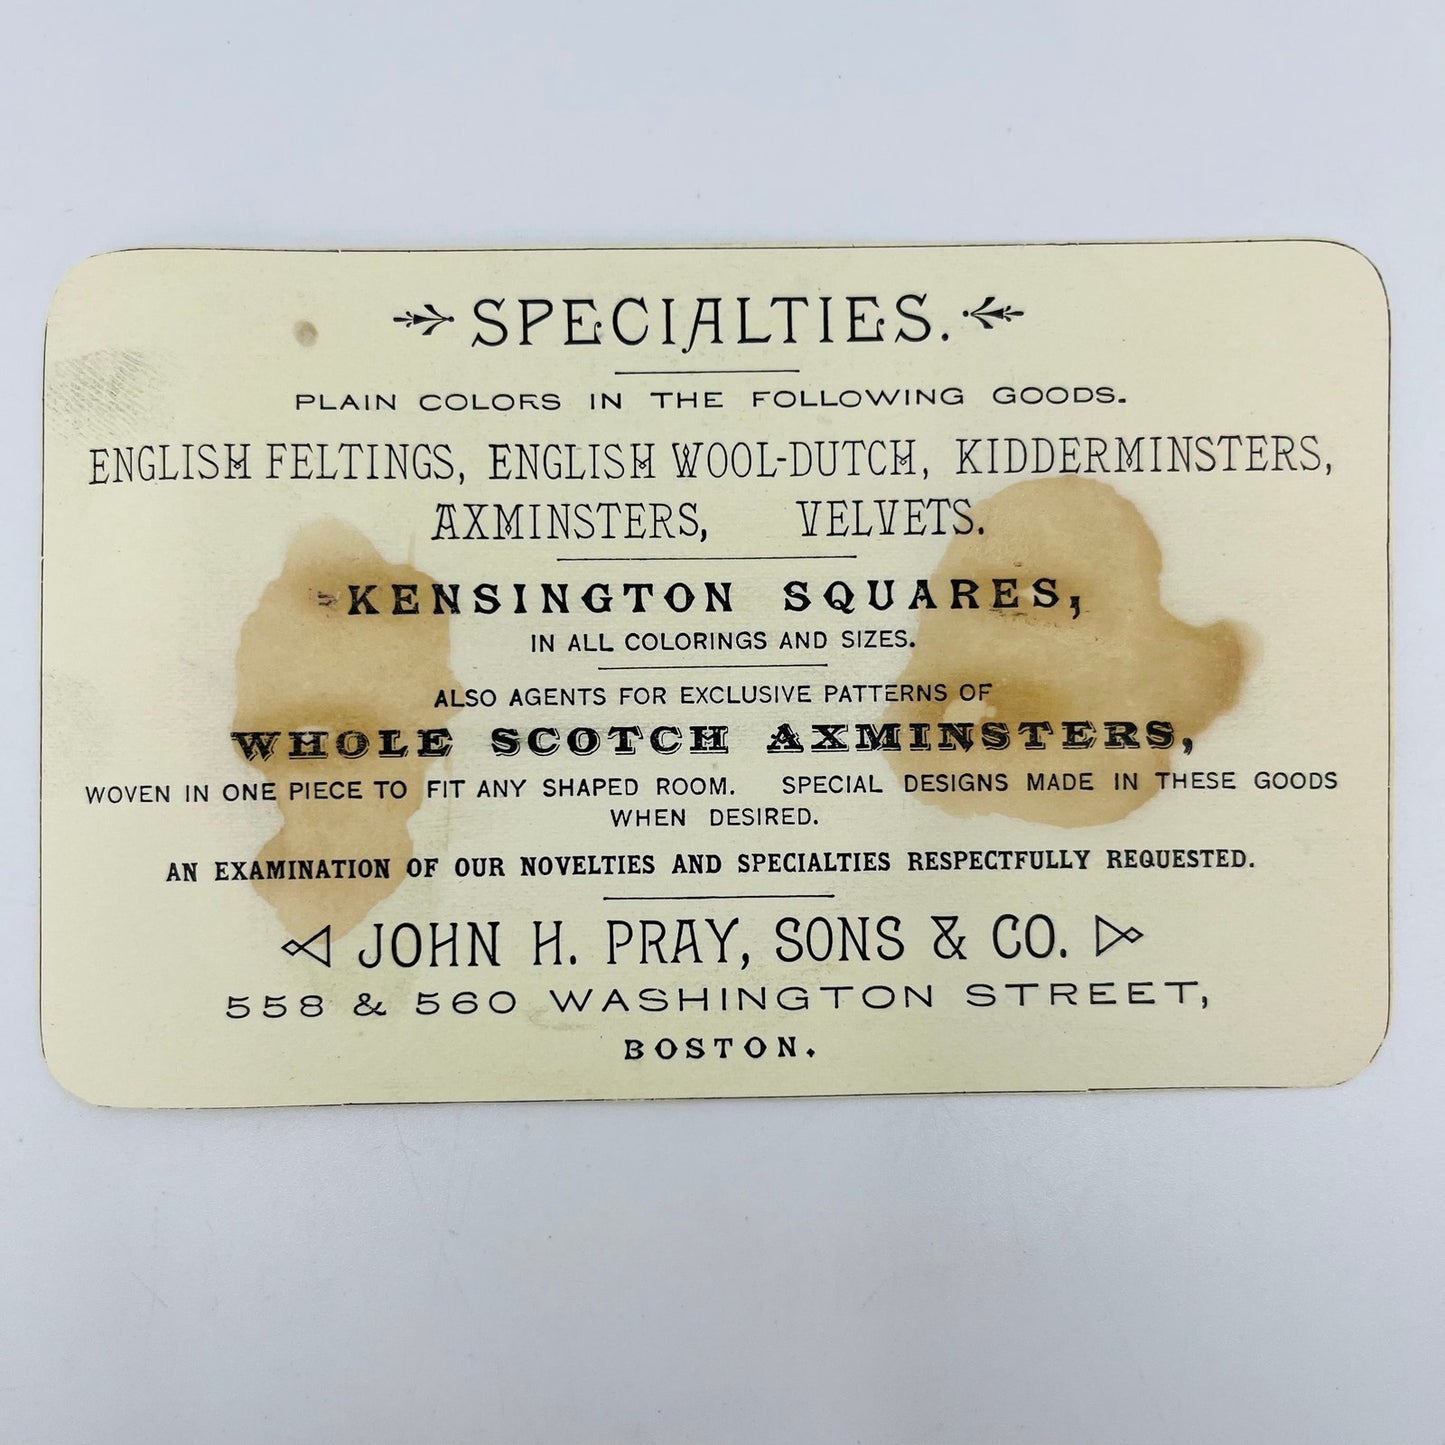 SPECIALTIES.
PLAIN COLORS IN THE FOLLOWING GOODS.
ENGLISH FELTINGS, ENGLISH WOOL-DUTCH, KIDDERMINSTERS,
AXMINSTERS, VELVETS.
KENSINGTON SQUARES,
IN ALL COLORINGS AND SIZES.
ALSO AGENTS FOR EXCLUSIVE PATTERNS OF
WHOLE SCOTCH AXMINSTERS,
WOVEN IN ONE PIECE TO FIT ANY SHAPED ROOM. SPECIAL DESIGNS MADE IN THESE GOODS
WHEN DESIRED.
AN EXAMINATION OF OUR NOVELTIES AND SPECIALTIES RESPECTFULLY REQUESTED.
JOHN H. PRAY, SONS & CO.
558 & 560 WASHINGTON STREET,
BOSTON.